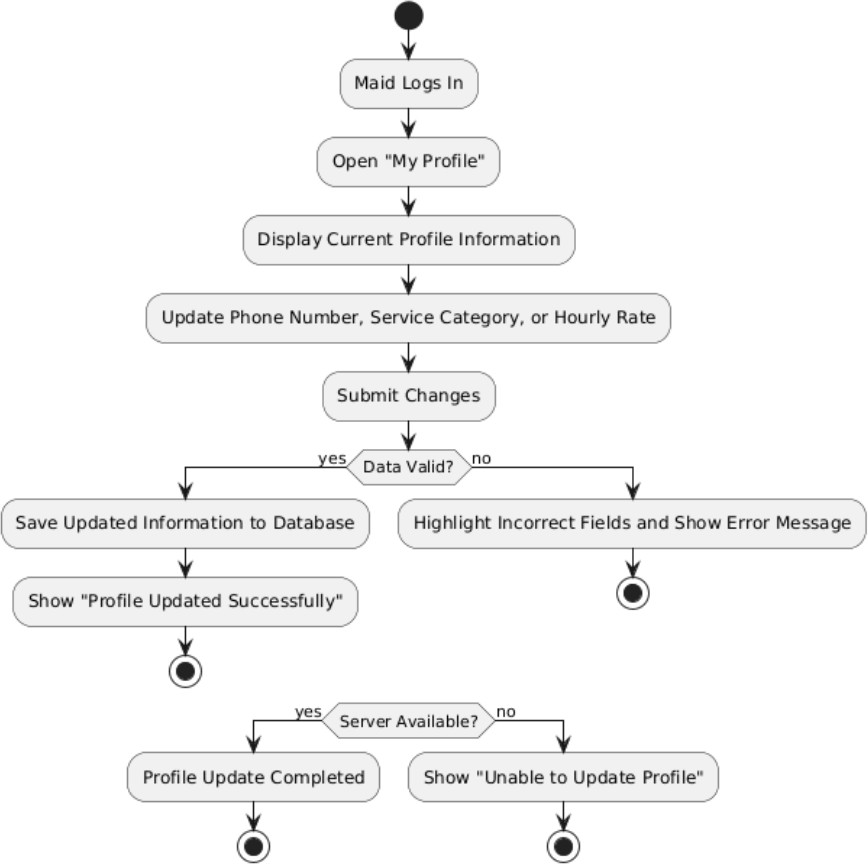 Maid Logs In
Open "My Profile"
Display Current Profile Information
Update Phone Number, Service Category, or Hourly Rate
Submit Changes
yes
Data Valid?
no
Save Updated Information to Database
Highlight Incorrect Fields and Show Error Message
Show "Profile Updated Successfully"
yes
Server Available?
no
Profile Update Completed
Show "Unable to Update Profile"